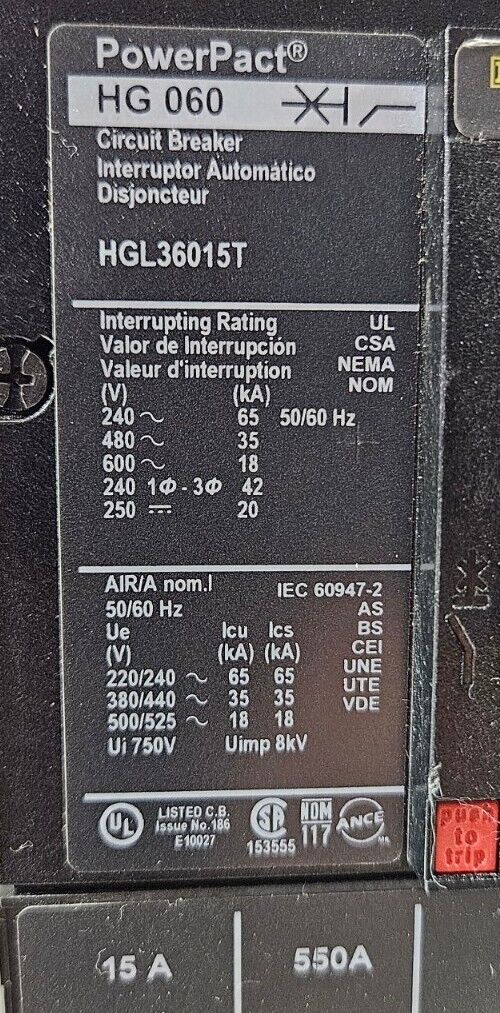 PowerPact®
HG 060
Circuit Breaker
Interruptor Automático
Disjoncteur
HGL36015T
Interrupting Rating UL
Valor de Interrupción CSA
Valeur d'interruption NEMA
(V) (kA) NOM
240 ~ 65 50/60 Hz
480 ~ 35
600 ~ 18
240 1Φ - 3Φ 42
250 ⎓ 20
AIR/A nom.I IEC 60947-2
50/60 Hz AS
Ue Icu Ics BS
(V) (kA) (kA) CEI
220/240 ~ 65 65 UNE
380/440 ~ 35 35 UTE
500/525 ~ 18 18 VDE
Ui 750V Uimp 8kV
UL LISTED C.B.
Issue No.186
E10027
SA
153555
NOM
117
ANCE
push
to
trip
15 A 550A